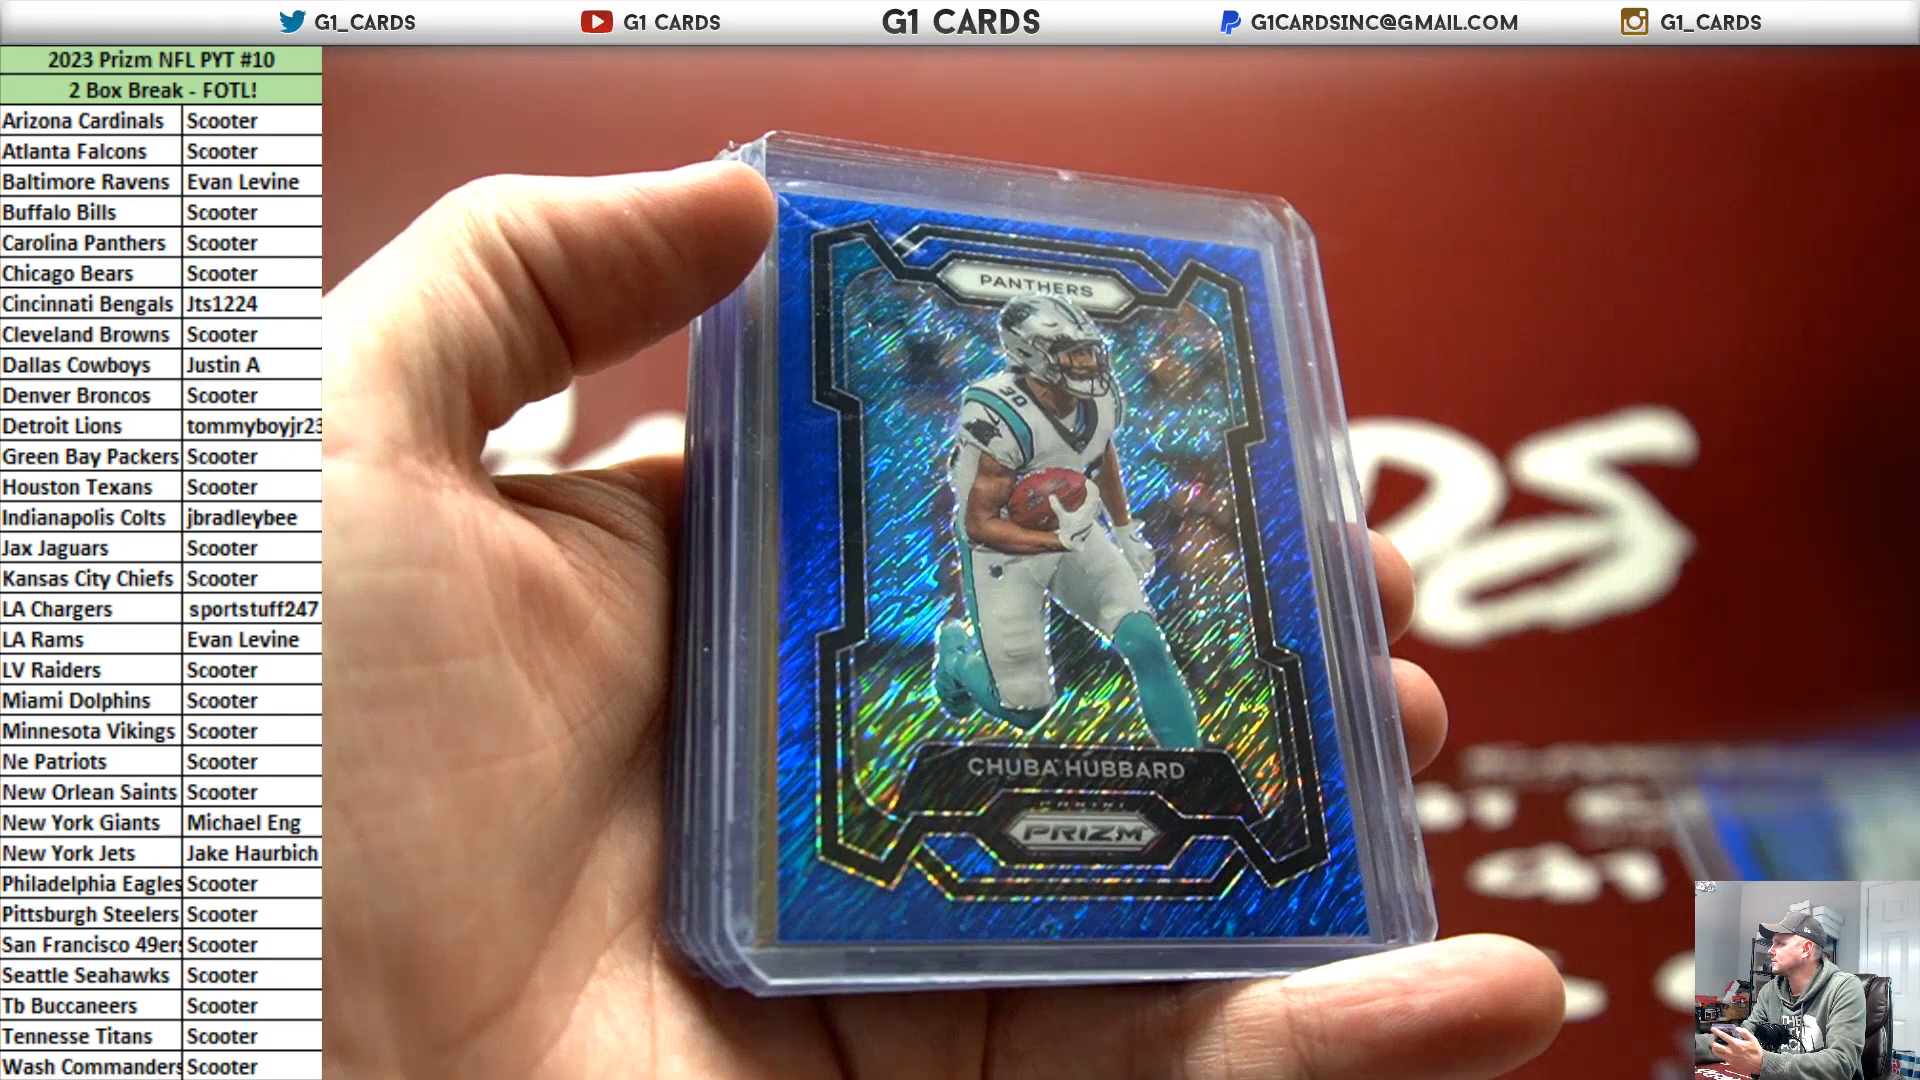 G1_CARDS
G1 CARDS
G1 CARDS
G1CARDSINC@GMAIL.COM
G1_CARDS
2023 Prizm NFL PYT #10
2 Box Break - FOTL!
Arizona Cardinals Scooter
Atlanta Falcons Scooter
Baltimore Ravens Evan Levine
Buffalo Bills Scooter
Carolina Panthers Scooter
Chicago Bears Scooter
Cincinnati Bengals Jts1224
Cleveland Browns Scooter
Dallas Cowboys Justin A
Denver Broncos Scooter
Detroit Lions tommyboyjr23
Green Bay Packers Scooter
Houston Texans Scooter
Indianapolis Colts jbradleybee
Jax Jaguars Scooter
Kansas City Chiefs Scooter
LA Chargers sportstuff247
LA Rams Evan Levine
LV Raiders Scooter
Miami Dolphins Scooter
Minnesota Vikings Scooter
Ne Patriots Scooter
New Orlean Saints Scooter
New York Giants Michael Eng
New York Jets Jake Haurbich
Philadelphia Eagles Scooter
Pittsburgh Steelers Scooter
San Francisco 49ers Scooter
Seattle Seahawks Scooter
Tb Buccaneers Scooter
Tennesse Titans Scooter
Wash Commanders Scooter
PANTHERS
30
CHUBA HUBBARD
PANINI
PRIZM